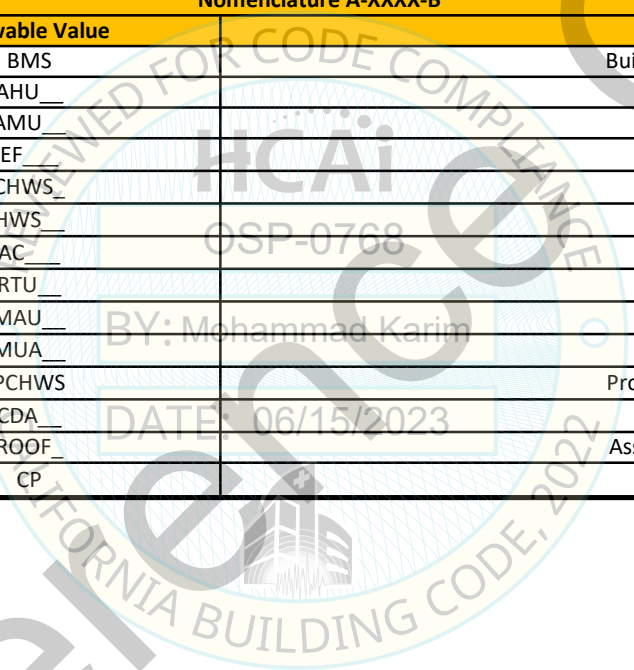 Nomenclature A-XXXX-B
wable Value
BMS Bui
AHU__
AMU__
EF___
CHWS_
HWS__
AC___
RTU__
MAU__
MUA__
PCHWS Pro
CDA__
ROOF_ Ass
CP
REVIEWED FOR CODE COMPLIANCE
HCAi
OSP-0768
BY: Mohammad Karim
DATE: 06/15/2023
CALIFORNIA BUILDING CODE, 2022